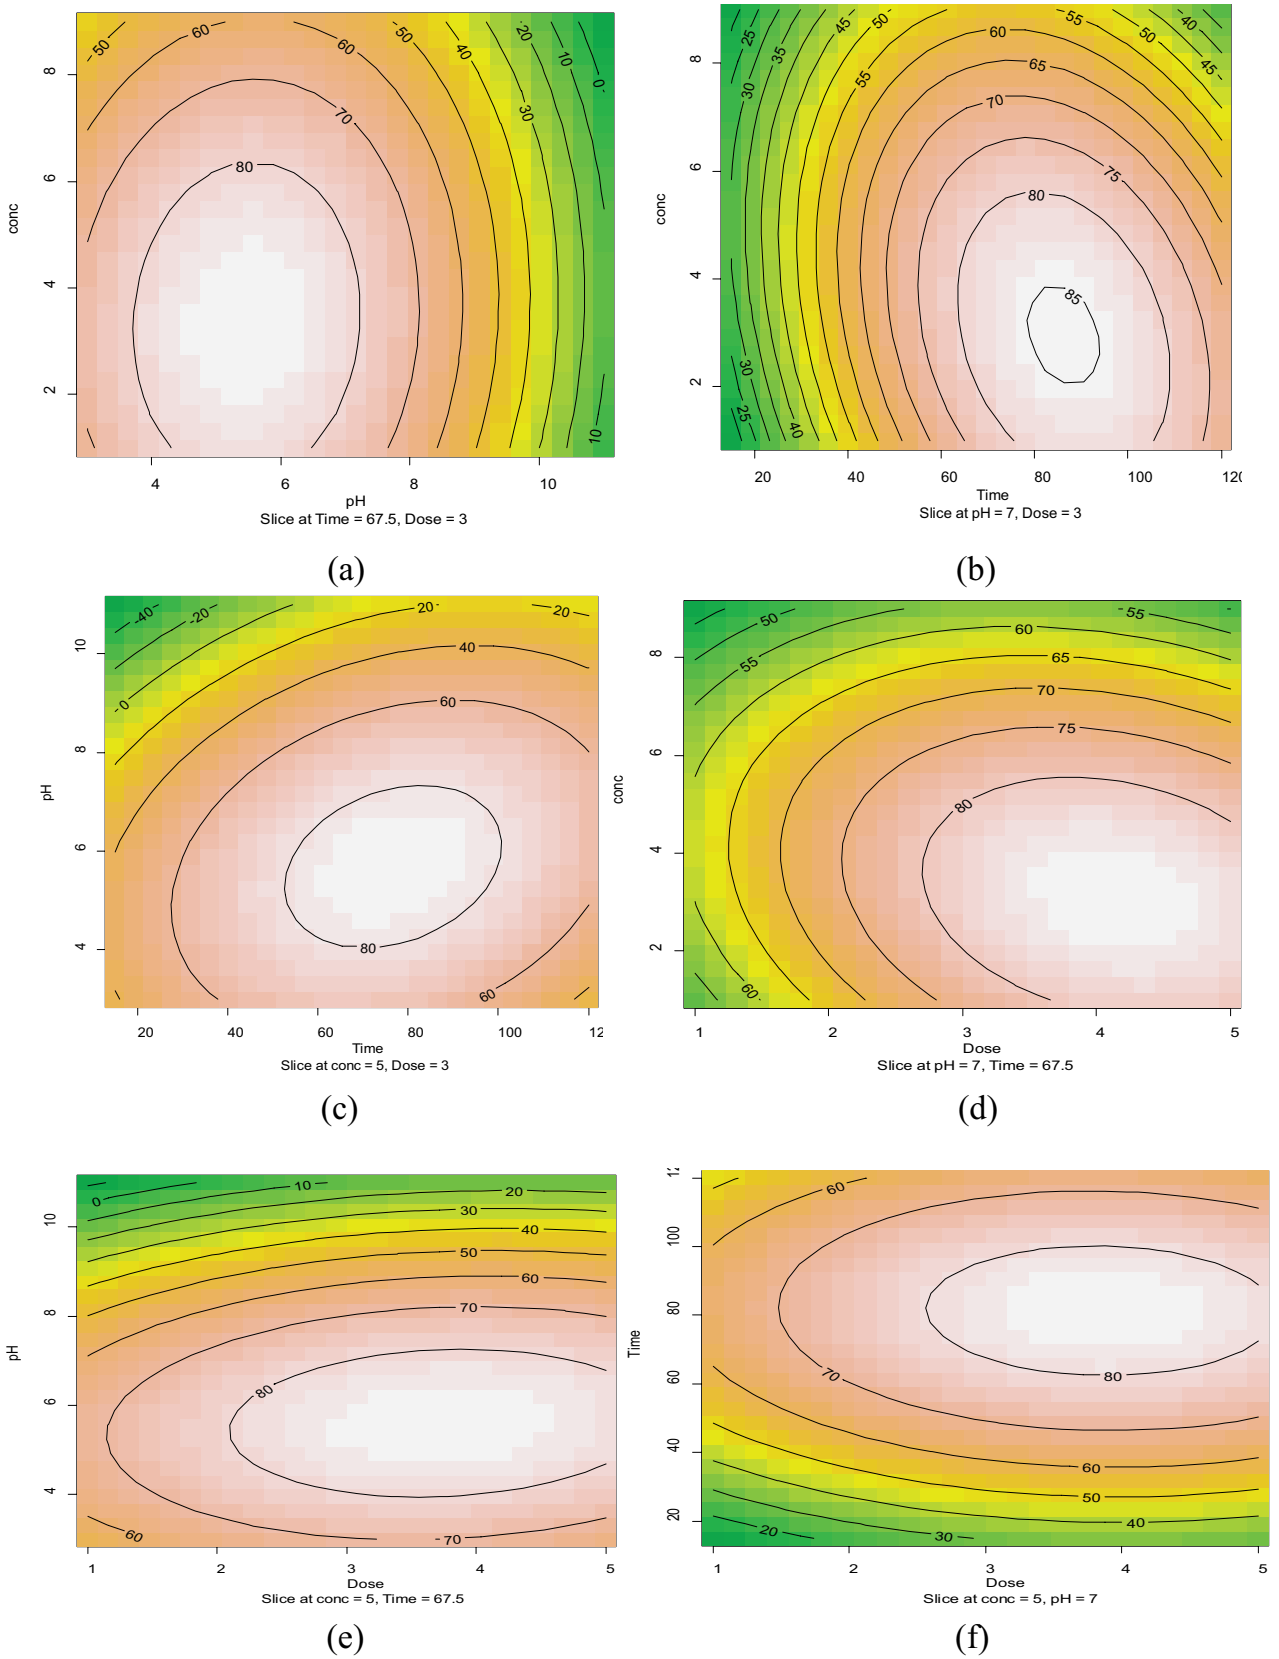 50 60 60 50 40 20 10 0
30
70
80
10
8
6
4
2
conc
4 6 8 10
pH
Slice at Time = 67.5, Dose = 3
(a)
25 35 45 50 60 55 50 40
45
30 55 65
70
75
80
85
30
25 40
8
6
4
2
conc
20 40 60 80 100
Time
Slice at pH = 7, Dose = 3
(b)
-40 -20 20 20
40
0 60
80
60
10
8
6
4
pH
20 40 60 80 100
Time
Slice at conc = 5, Dose = 3
(c)
50 55
60
55 65
70
75
80
60
8
6
4
2
conc
1 2 3 4 5
Dose
Slice at pH = 7, Time = 67.5
(d)
0 10 20
30
40
50
60
70
80
60 70
10
8
6
4
pH
1 2 3 4 5
Dose
Slice at conc = 5, Time = 67.5
(e)
60
70 80
60
50
40
20 30
100
80
60
40
20
Time
1 2 3 4 5
Dose
Slice at conc = 5, pH = 7
(f)